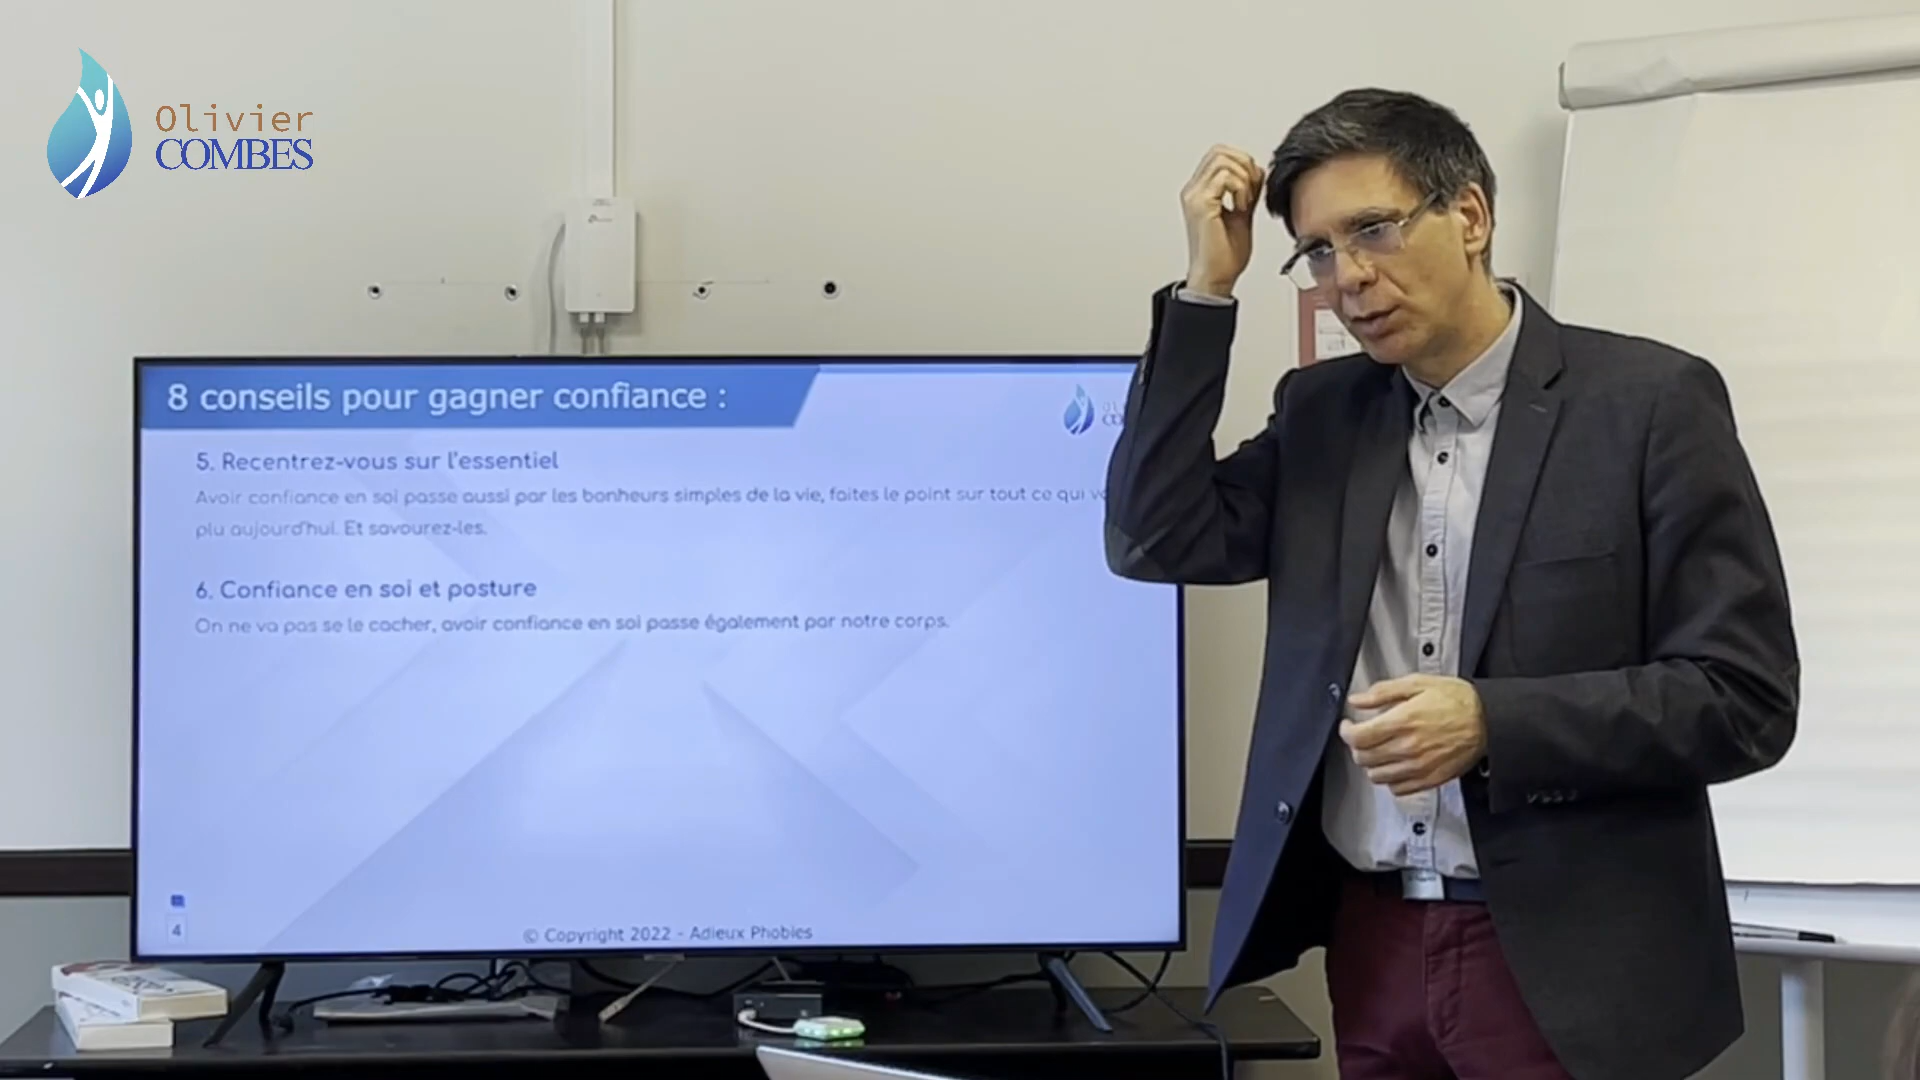 Olivier
COMBES
8 conseils pour gagner confiance :
5. Recentrez-vous sur l'essentiel
Avoir confiance en soi passe aussi par les bonheurs simples de la vie, faites le point sur tout ce qui
plu aujourd'hui. Et savourez-les.
6. Confiance en soi et posture
On ne va pas se le cacher, avoir confiance en soi passe également par notre corps.
4
© Copyright 2022 - Adieux Phobies